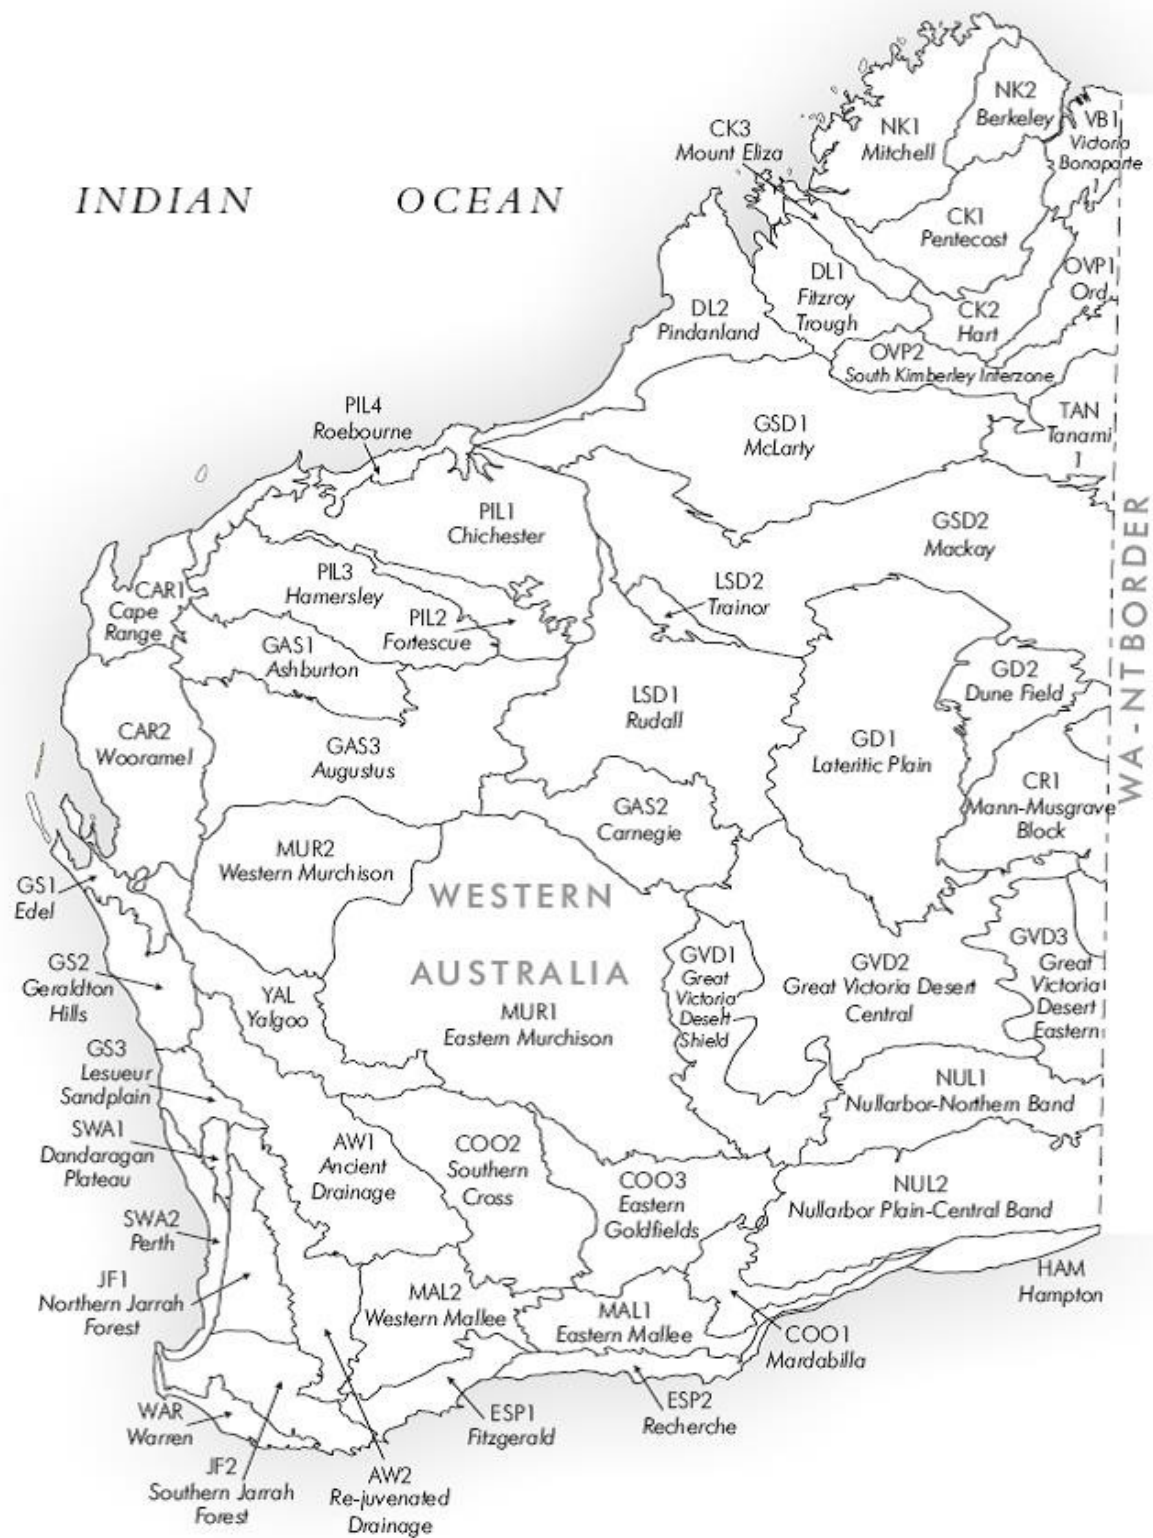 NK2
Berkeley
CK3
Mount Eliza
NK1
Mitchell
VB1
Victoria
Bonaparte
1
INDIAN OCEAN
CK1
Pentecost
DL1
Fitzroy
Trough
OVP1
Ord
DL2
Pindanland
CK2
Hart
OVP2
South Kimberley Interzone
PIL4
Roebourne
GSD1
McLarty
TAN
Tanami
1
PIL1
Chichester
GSD2
Mackay
WA-NTBORDER
PIL3
Hamersley
LSD2
Trainor
CAR1
Cape
Range
PIL2
Fortescue
GAS1
Ashburton
GD2
Dune Field
LSD1
Rudall
CAR2
Wooramel
GAS3
Augustus
GD1
Lateritic Plain
CR1
Mann-Musgrave
Block
GAS2
Carnegie
MUR2
Western Murchison
GS1
Edel
WESTERN
AUSTRALIA
GVD1
Great
Victoria
Desert
Shield
GVD2
Great Victoria Desert
Central
GVD3
Great
Victoria
Desert
Eastern
GS2
Geraldton
Hills
YAL
Yalgoo
MUR1
Eastern Murchison
GS3
Lesueur
Sandplain
NUL1
Nullarbor-Northern Band
SWA1
Dandaragan
Plateau
AW1
Ancient
Drainage
COO2
Southern
Cross
COO3
Eastern
Goldfields
NUL2
Nullarbor Plain-Central Band
SWA2
Perth
JF1
Northern Jarrah
Forest
MAL2
Western Mallee
MAL1
Eastern Mallee
HAM
Hampton
COO1
Mardabilla
ESP2
Recherche
ESP1
Fitzgerald
WAR
Warren
JF2
Southern Jarrah
Forest
AW2
Re-juvenated
Drainage